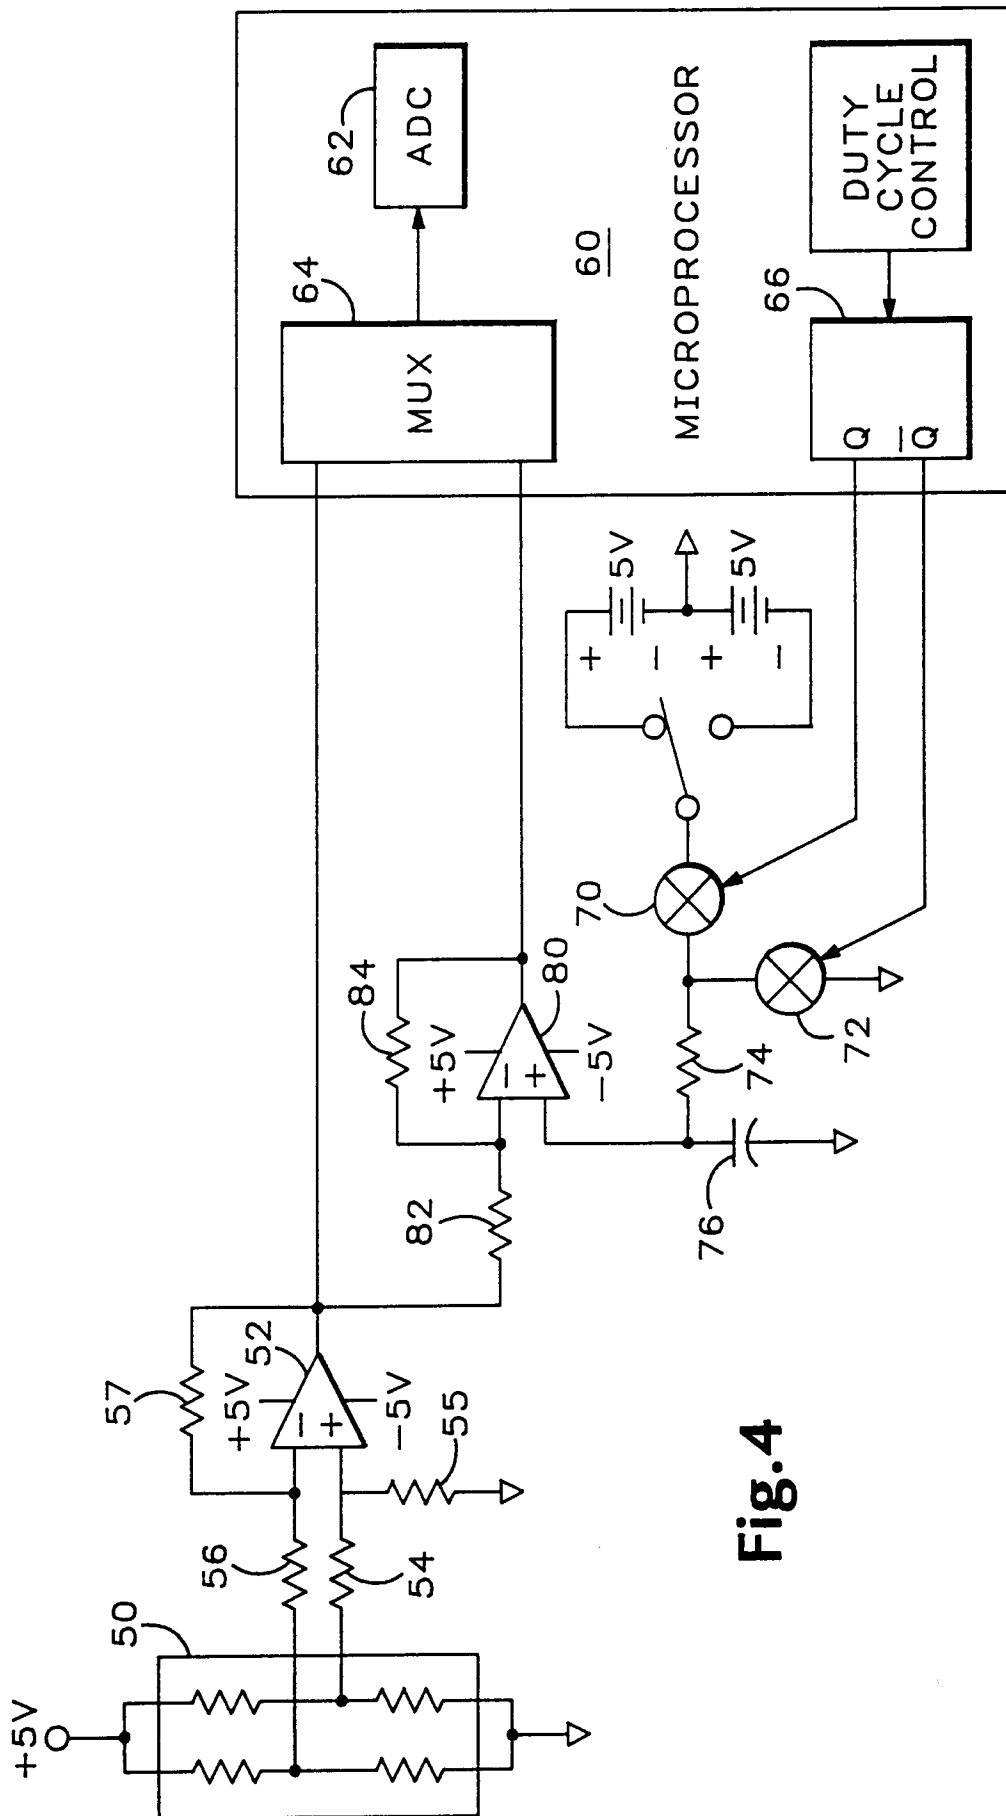 +5V
50
56
54
57
+5V
52
−
+
−5V
55
82
84
+5V
80
−
+
−5V
76
74
72
70
+
5V
−
+
5V
−
64
MUX
62
ADC
60
MICROPROCESSOR
66
Q
Q̅
DUTY
CYCLE
CONTROL
Fig.4